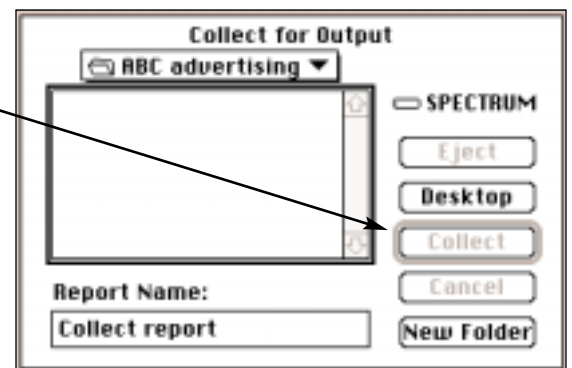 Collect for Output
ABC advertising
SPECTRUM
Eject
Desktop
Collect
Cancel
Report Name:
Collect report
New Folder